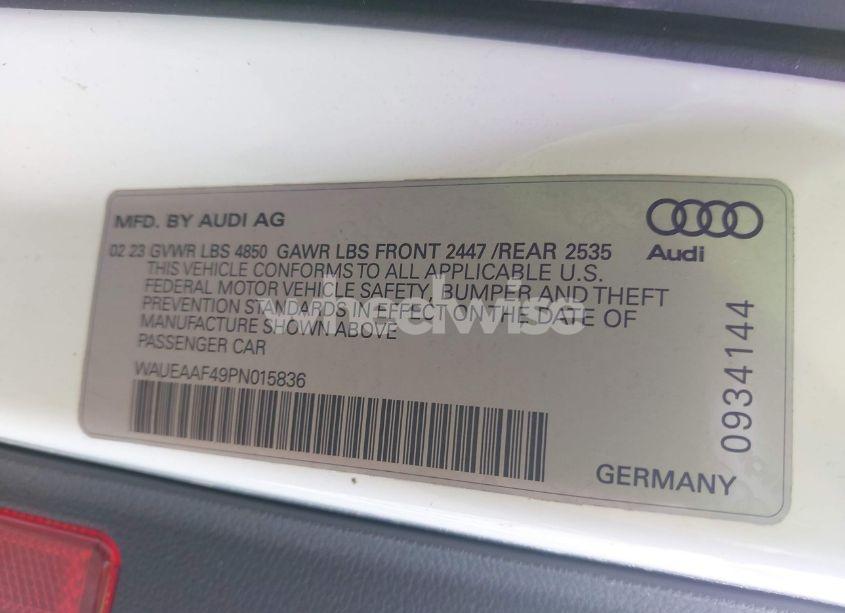 MFD. BY AUDI AG
02 23 GVWR LBS 4850 GAWR LBS FRONT 2447 /REAR 2535
THIS VEHICLE CONFORMS TO ALL APPLICABLE U.S.
FEDERAL MOTOR VEHICLE SAFETY, BUMPER AND THEFT
PREVENTION STANDARDS IN EFFECT ON THE DATE OF
MANUFACTURE SHOWN ABOVE
PASSENGER CAR
WAUEAAF49PN015836
Audi
0934144
GERMANY
wheelwise